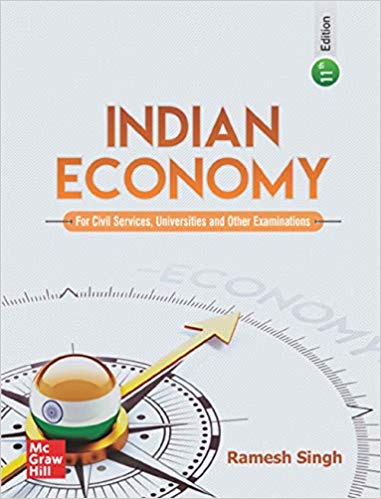 11th Edition
INDIAN
ECONOMY
For Civil Services, Universities and Other Examinations
ECONOMY
Mc
Graw
Hill
Ramesh Singh